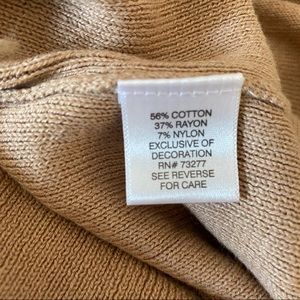 56% COTTON
37% RAYON
7% NYLON
EXCLUSIVE OF
DECORATION
RN# 73277
SEE REVERSE
FOR CARE